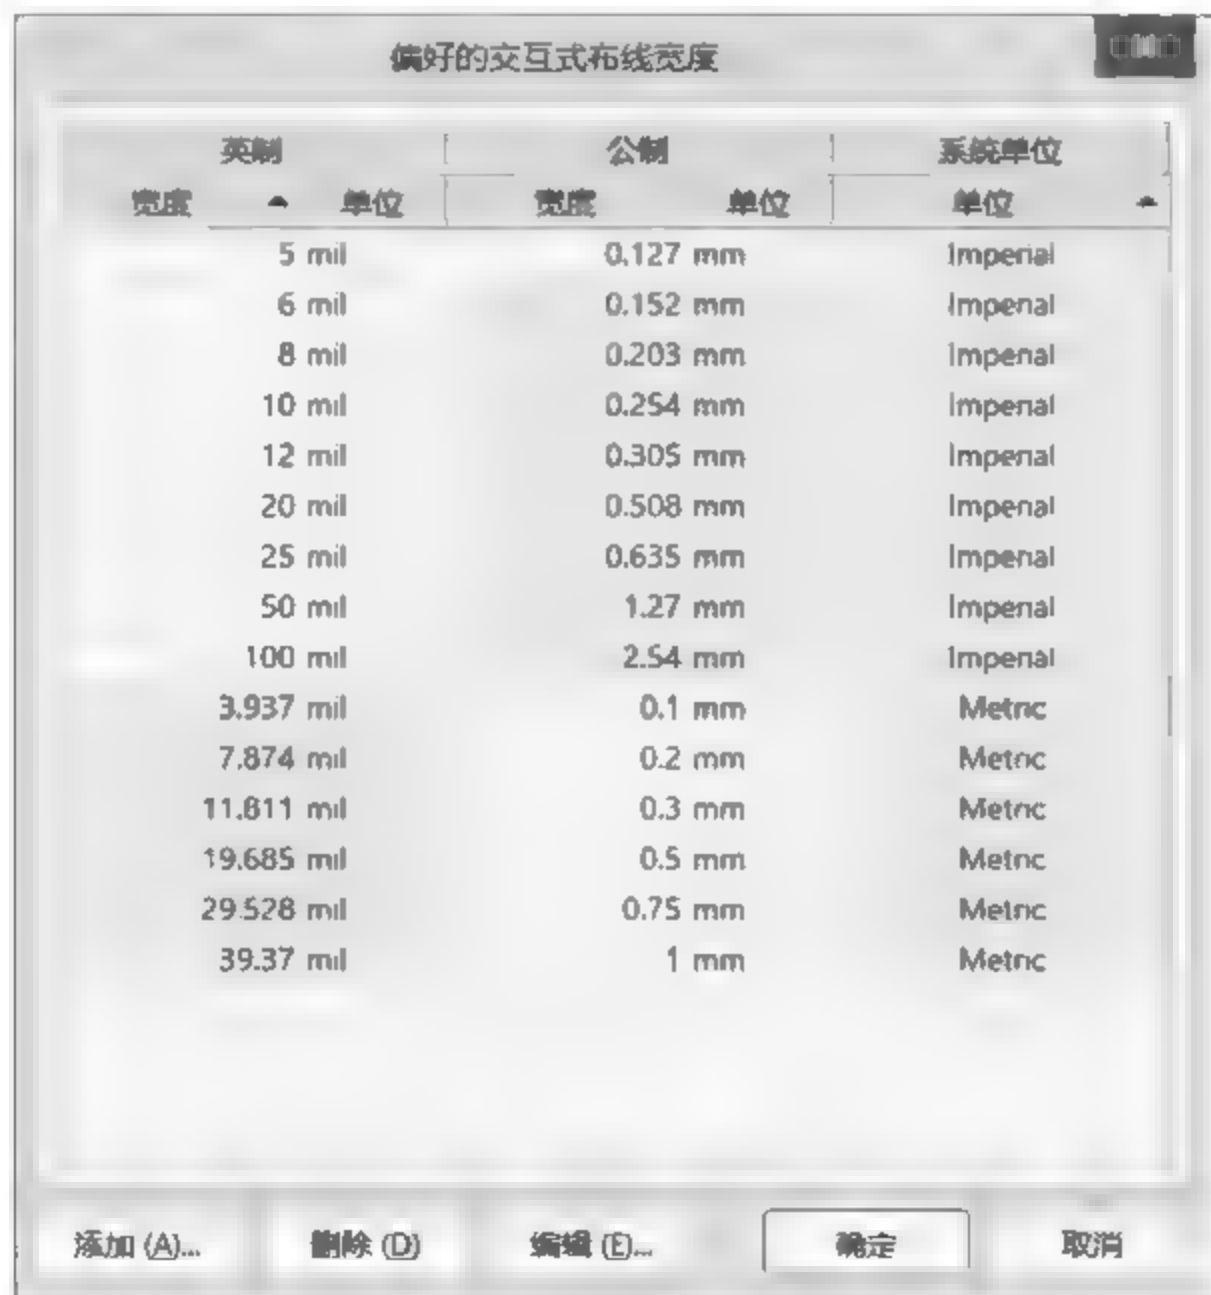 偏好的交互式布线宽度
英制 公制 系统单位
宽度 单位 宽度 单位 单位
5 mil 0.127 mm Imperial
6 mil 0.152 mm Imperial
8 mil 0.203 mm Imperial
10 mil 0.254 mm Imperial
12 mil 0.305 mm Imperial
20 mil 0.508 mm Imperial
25 mil 0.635 mm Imperial
50 mil 1.27 mm Imperial
100 mil 2.54 mm Imperial
3.937 mil 0.1 mm Metric
7.874 mil 0.2 mm Metric
11.811 mil 0.3 mm Metric
19.685 mil 0.5 mm Metric
29.528 mil 0.75 mm Metric
39.37 mil 1 mm Metric
添加 (A)... 删除 (D) 编辑 (E)... 确定 取消